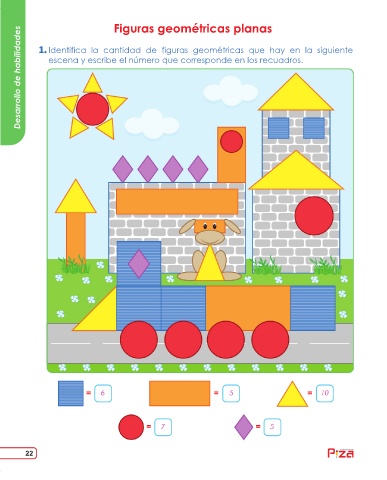 Desarrollo de habilidades
Figuras geométricas planas
1. Identifica la cantidad de figuras geométricas que hay en la siguiente
escena y escribe el número que corresponde en los recuadros.
= 6
= 5
= 10
= 7
= 5
22
Piza